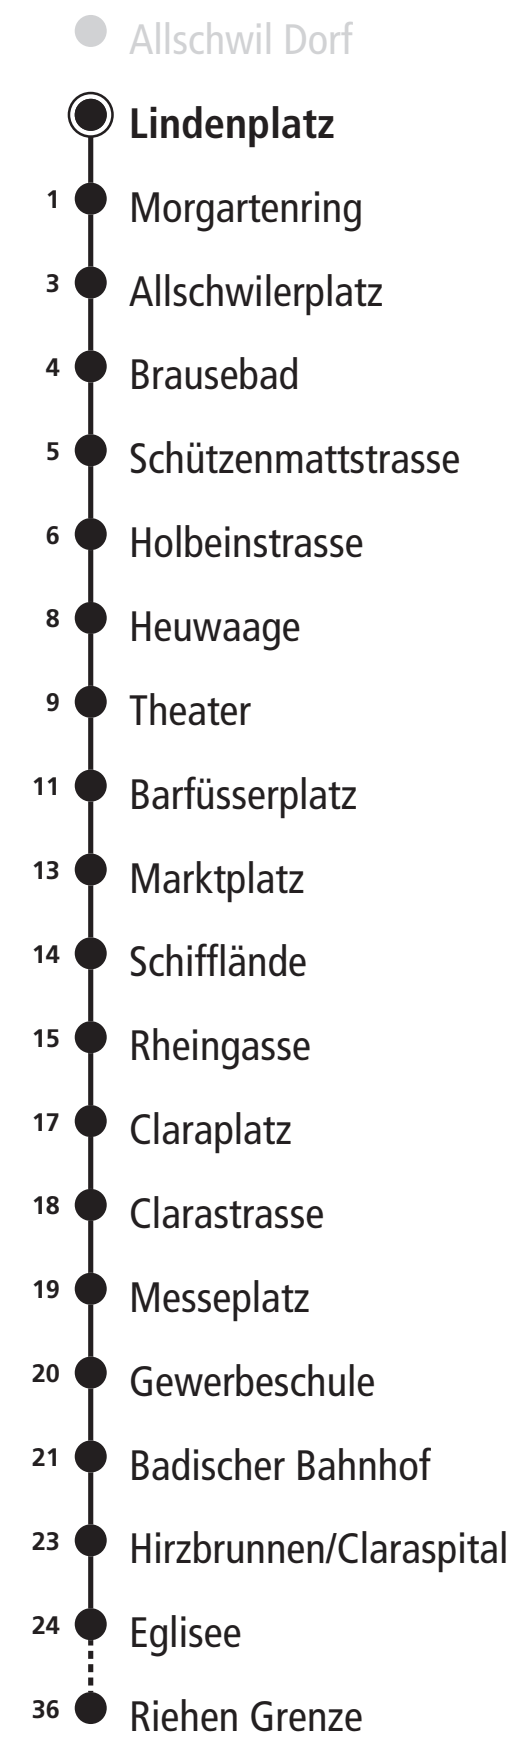 Allschwil Dorf
Lindenplatz
1 Morgartenring
3 Allschwilerplatz
4 Brausebad
5 Schützenmattstrasse
6 Holbeinstrasse
8 Heuwaage
9 Theater
11 Barfüsserplatz
13 Marktplatz
14 Schifflände
15 Rheingasse
17 Claraplatz
18 Clarastrasse
19 Messeplatz
20 Gewerbeschule
21 Badischer Bahnhof
23 Hirzbrunnen/Claraspital
24 Eglisee
36 Riehen Grenze